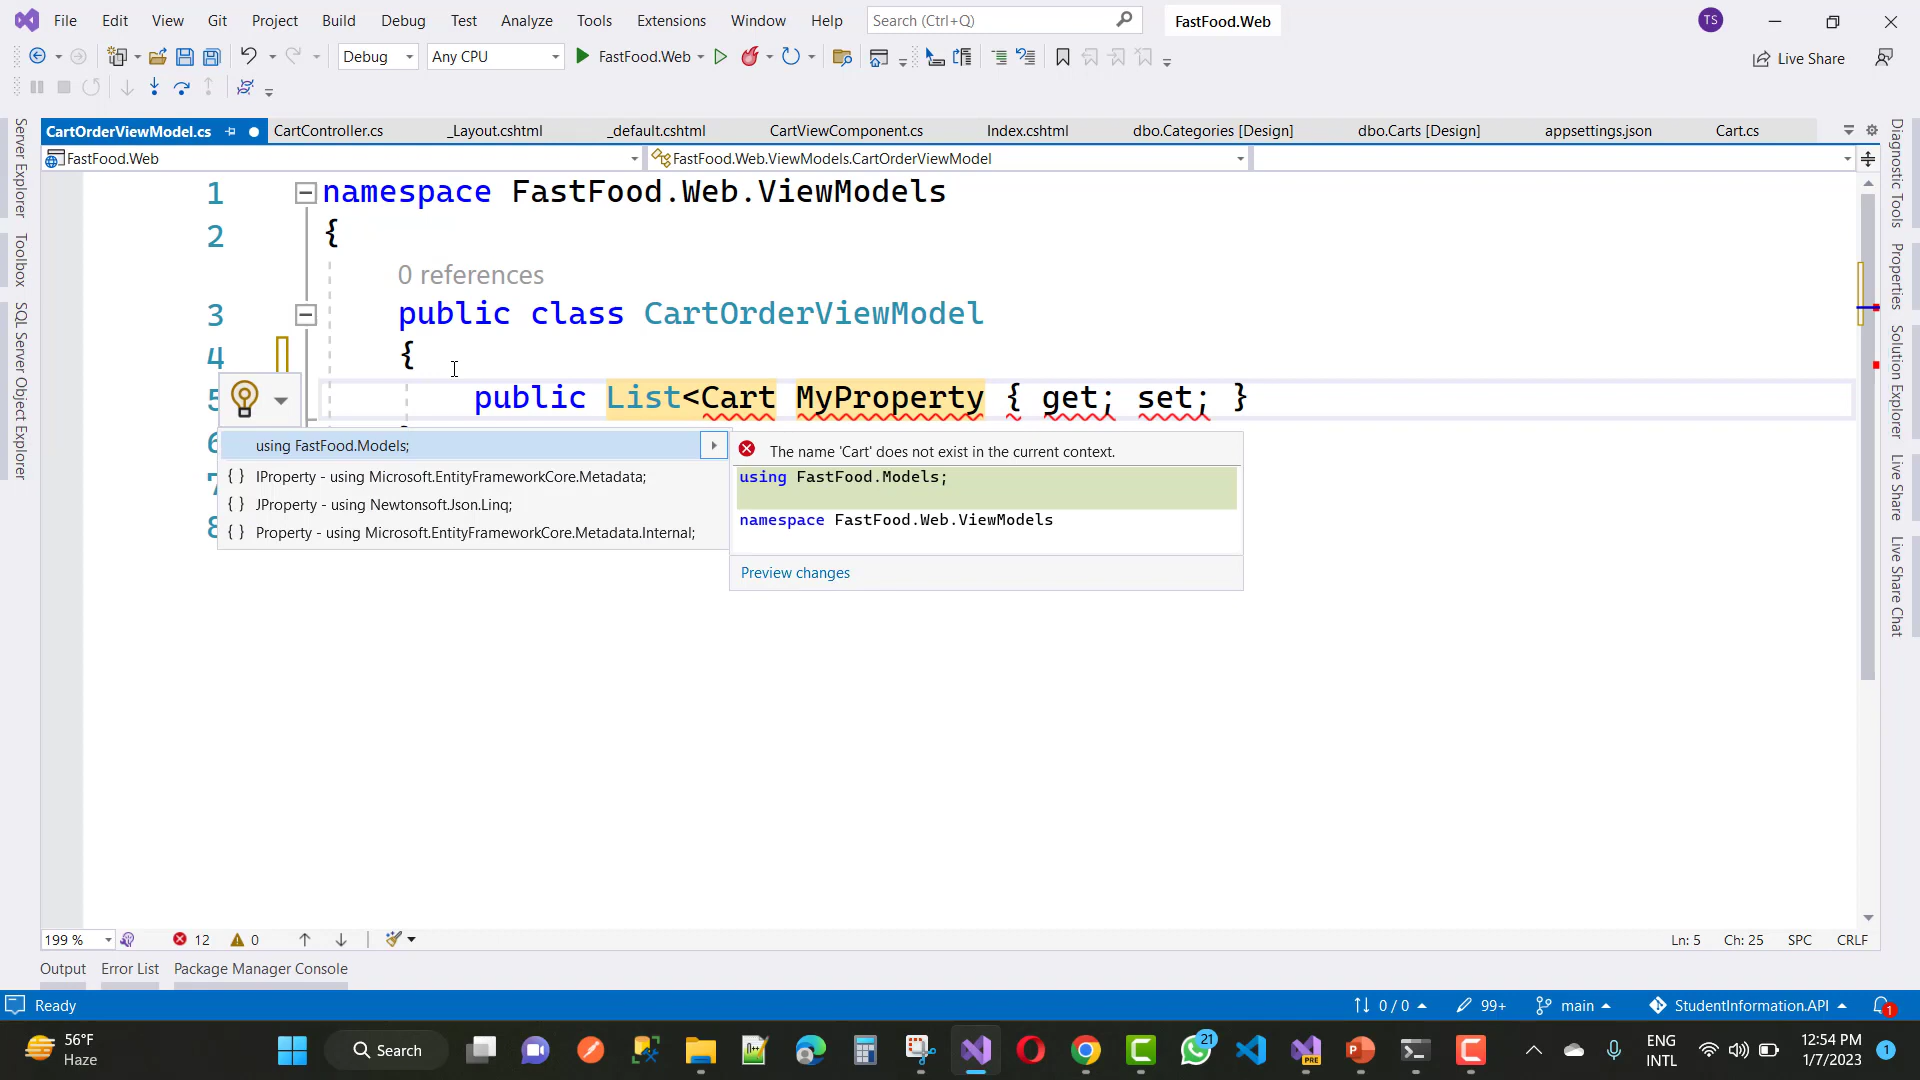 File Edit View Git Project Build Debug Test Analyze Tools Extensions Window Help Search (Ctrl+Q) FastFood.Web TS
Debug Any CPU FastFood.Web Live Share
CartOrderViewModel.cs CartController.cs _Layout.cshtml _default.cshtml CartViewComponent.cs Index.cshtml dbo.Categories [Design] dbo.Carts [Design] appsettings.json Cart.cs
FastFood.Web FastFood.Web.ViewModels.CartOrderViewModel
Server Explorer
Toolbox
SQL Server Object Explorer
1 namespace FastFood.Web.ViewModels
2 {
0 references
3 public class CartOrderViewModel
4 {
5 public List<Cart MyProperty { get; set; }
6
7
8
using FastFood.Models;
{ } IProperty - using Microsoft.EntityFrameworkCore.Metadata;
{ } JProperty - using Newtonsoft.Json.Linq;
{ } Property - using Microsoft.EntityFrameworkCore.Metadata.Internal;
The name 'Cart' does not exist in the current context.
using FastFood.Models;
namespace FastFood.Web.ViewModels
Preview changes
Diagnostic Tools
Properties
Solution Explorer
Live Share
Live Share Chat
199 % 12 0 Ln: 5 Ch: 25 SPC CRLF
Output Error List Package Manager Console
Ready 0 / 0 99+ main StudentInformation.API 1
56°F
Haze
Search
21
PRE
ENG
INTL
12:54 PM
1/7/2023
1